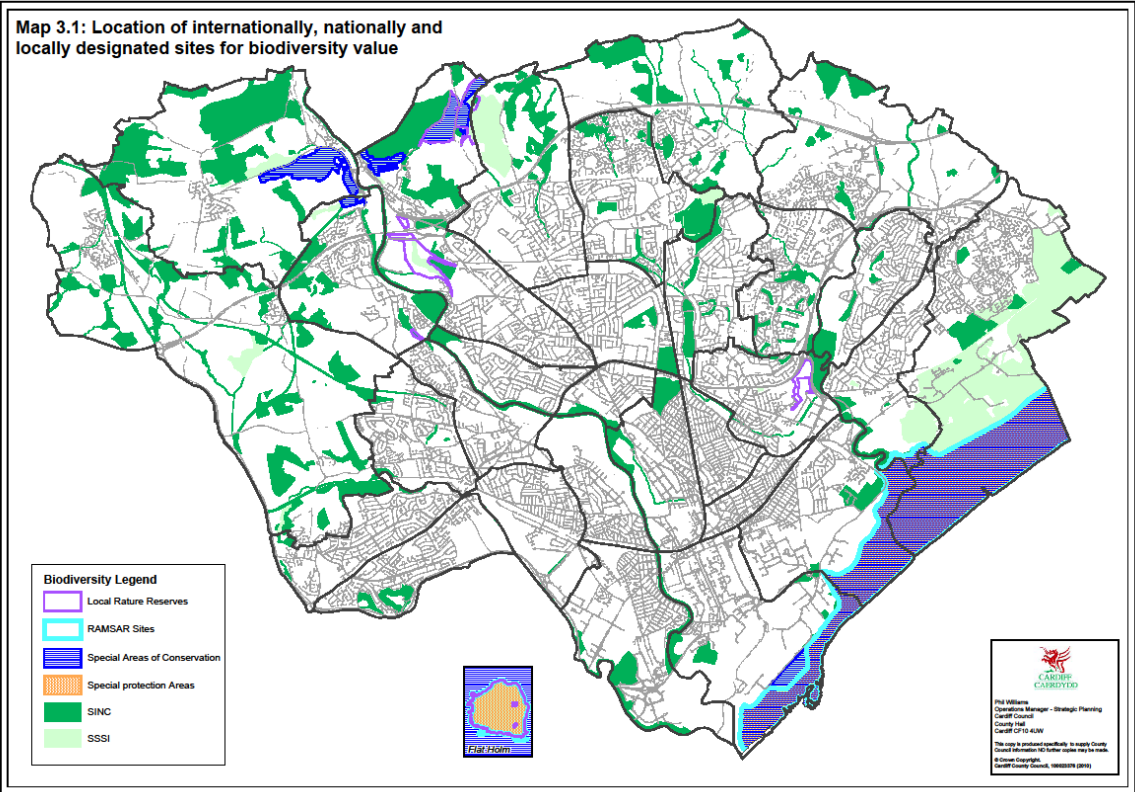 Map 3.1: Location of internationally, nationally and
locally designated sites for biodiversity value
Biodiversity Legend
Local Rature Reserves
RAMSAR Sites
Special Areas of Conservation
Special protection Areas
SINC
SSSI
Flat Holm
CARDIFF
CAERDYDD
Phil Williams
Operations Manager - Strategic Planning
Cardiff Council
County Hall
Cardiff CF10 4UW
This copy is produced specifically to supply County
Council information NO further copies may be made.
© Crown Copyright.
Cardiff County Council, (2010)